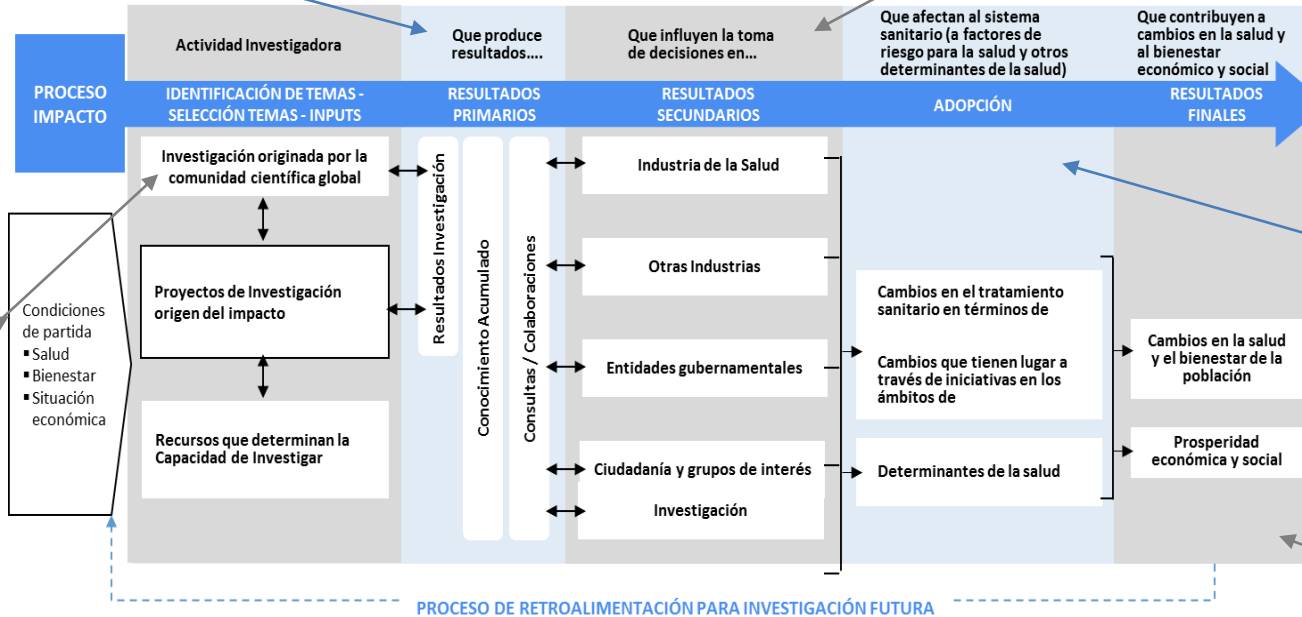 Actividad Investigadora
Que produce
resultados....
Que influyen la toma
de decisiones en...
Que afectan al sistema
sanitario (a factores de
riesgo para la salud y otros
determinantes de la salud)
Que contribuyen a
cambios en la salud y
al bienestar
económico y social
PROCESO
IMPACTO
IDENTIFICACIÓN DE TEMAS -
SELECCIÓN TEMAS - INPUTS
RESULTADOS
PRIMARIOS
RESULTADOS
SECUNDARIOS
ADOPCIÓN
RESULTADOS
FINALES
Condiciones
de partida
▪ Salud
▪ Bienestar
▪ Situación
económica
Investigación originada por la
comunidad científica global
Proyectos de Investigación
origen del impacto
Recursos que determinan la
Capacidad de Investigar
Resultados Investigación
Conocimiento Acumulado
Consultas / Colaboraciones
Industria de la Salud
Otras Industrias
Entidades gubernamentales
Ciudadanía y grupos de interés
Investigación
Cambios en el tratamiento
sanitario en términos de
Cambios que tienen lugar a
través de iniciativas en los
ámbitos de
Determinantes de la salud
Cambios en la salud
y el bienestar de la
población
Prosperidad
económica y social
PROCESO DE RETROALIMENTACIÓN PARA INVESTIGACIÓN FUTURA